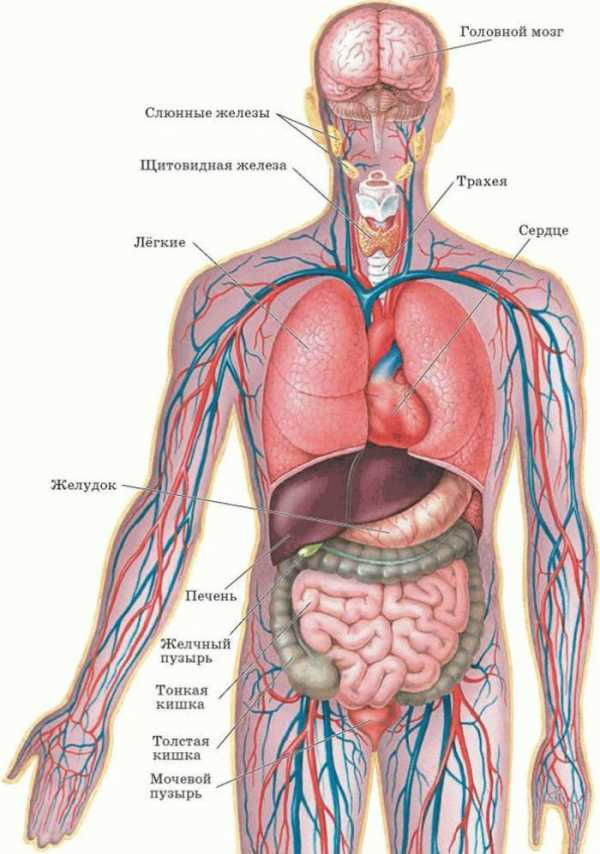 Головной мозг
Слюнные железы
Щитовидная железа
Трахея
Сердце
Лёгкие
Желудок
Печень
Желчный
пузырь
Тонкая
кишка
Толстая
кишка
Мочевой
пузырь